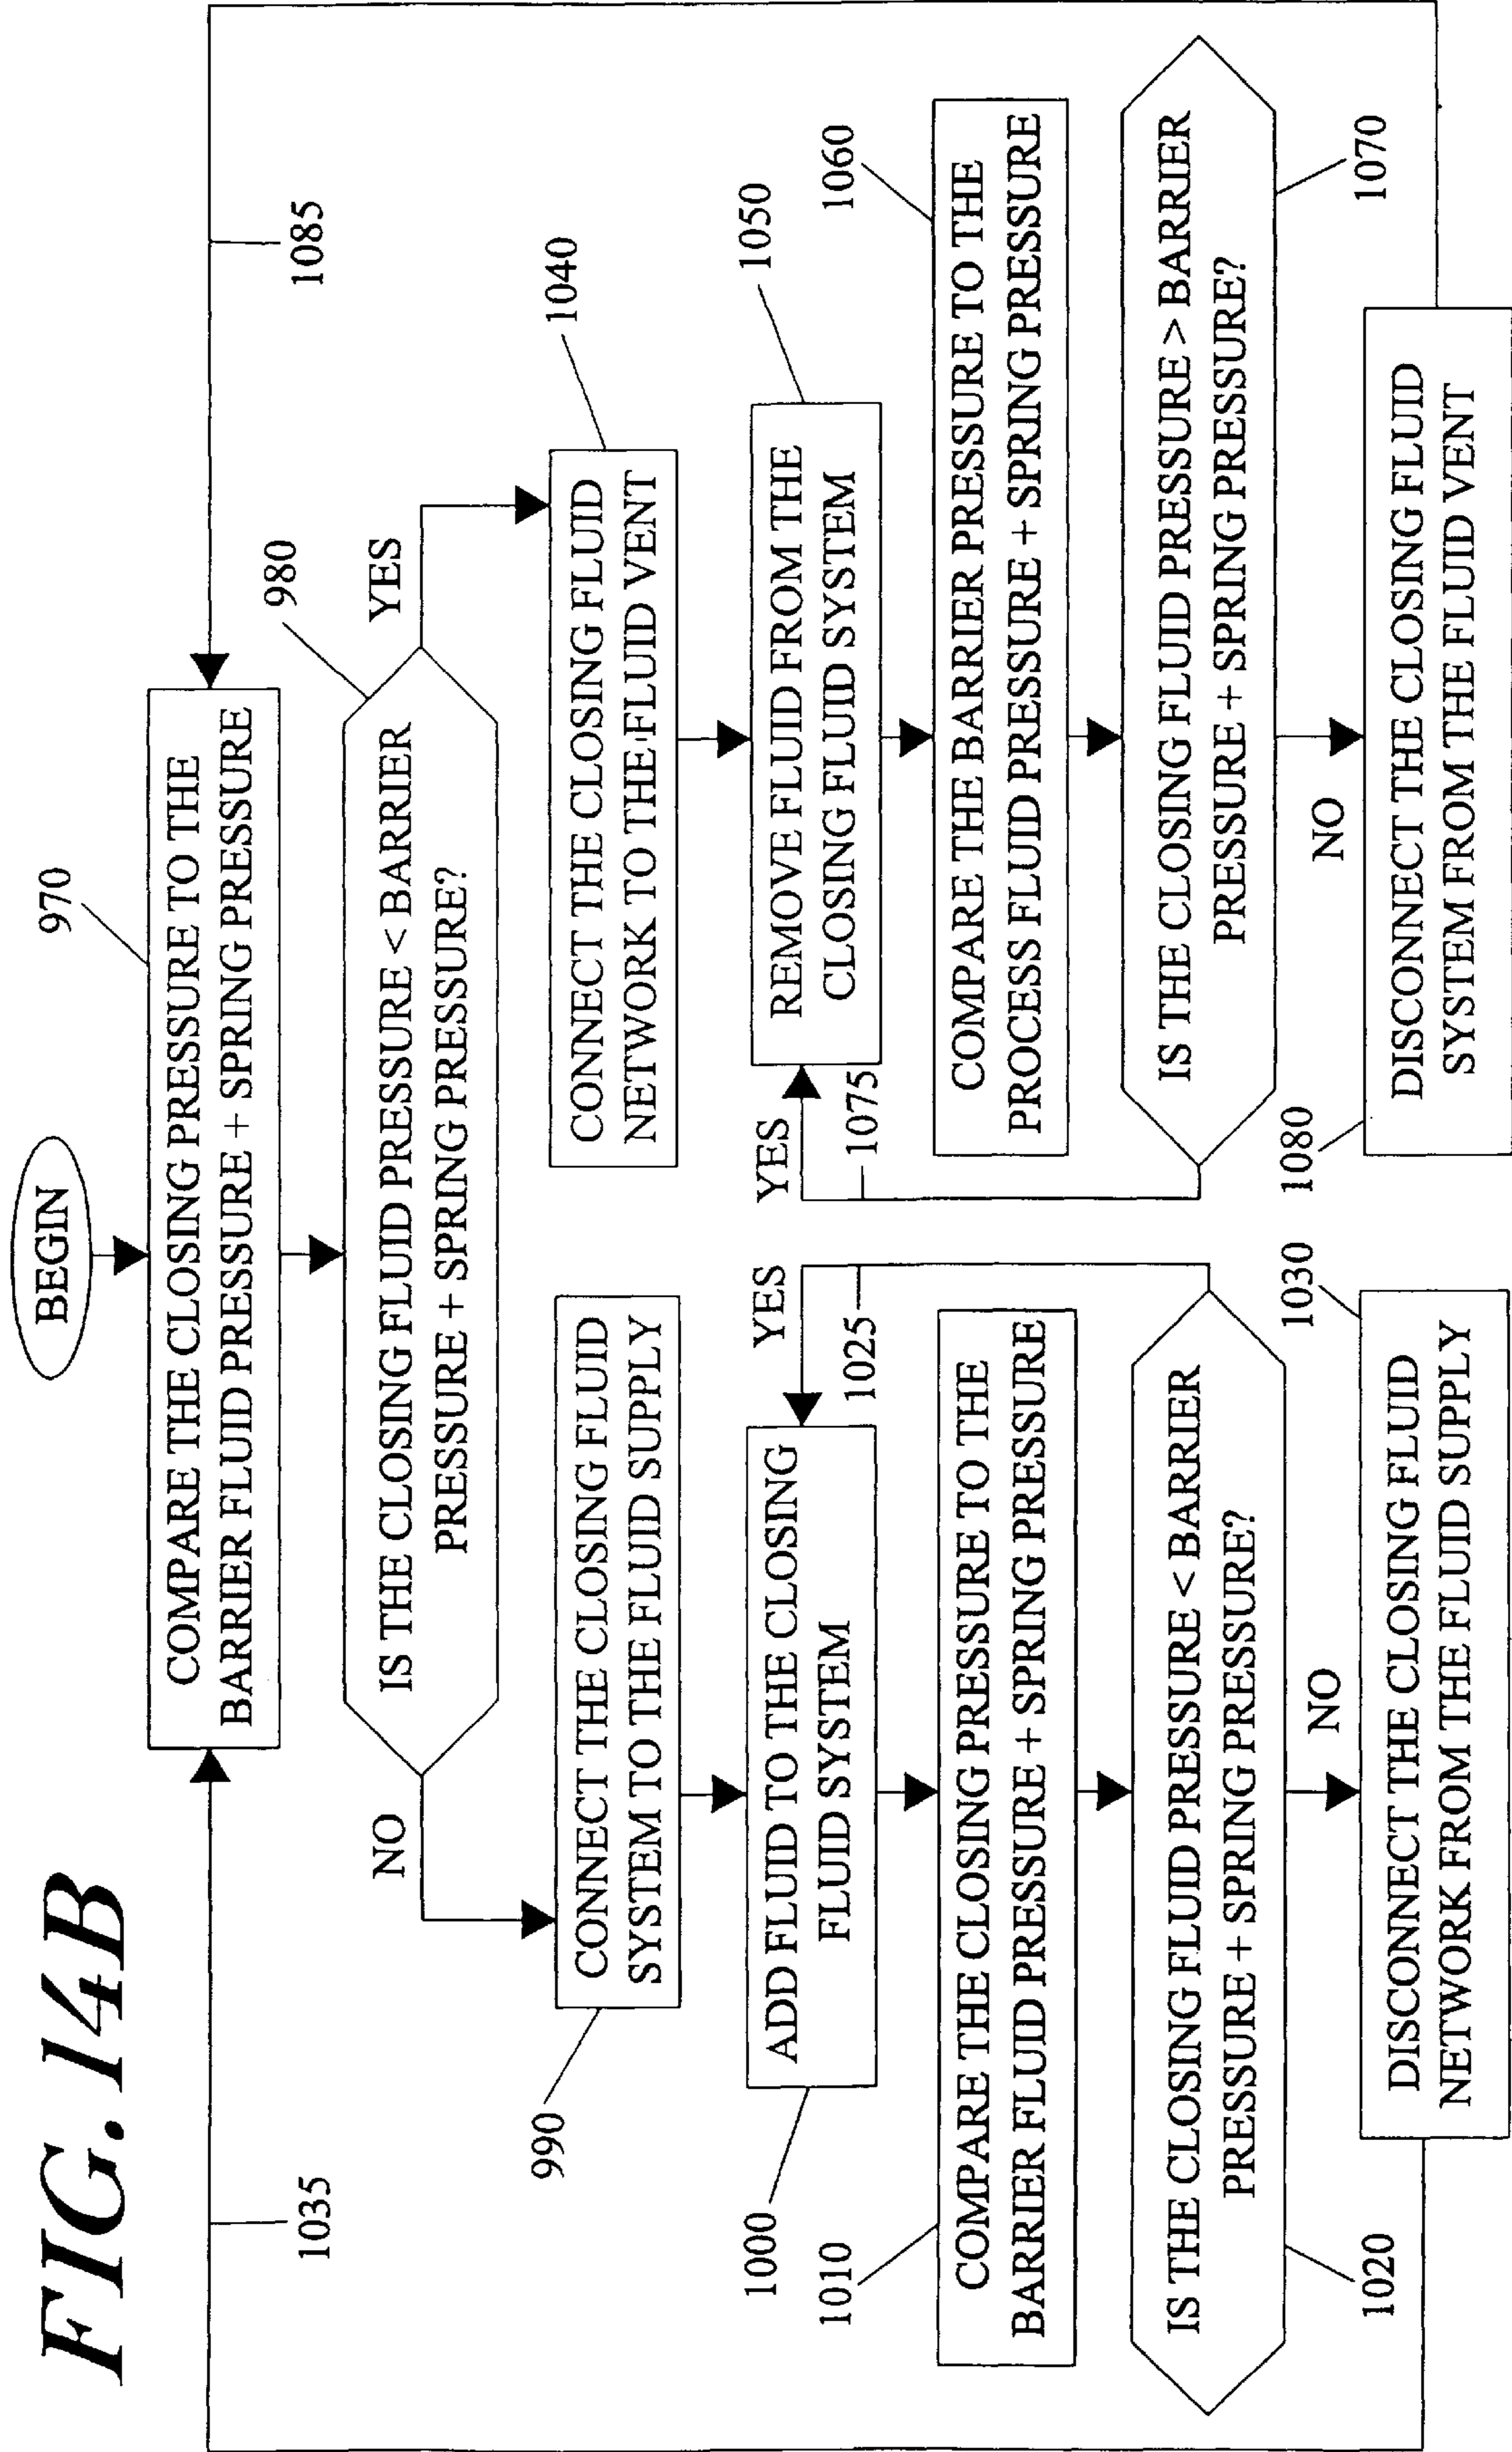 FIG. 14B
BEGIN
970
COMPARE THE CLOSING PRESSURE TO THE
BARRIER FLUID PRESSURE + SPRING PRESSURE
1035
1085
980
IS THE CLOSING FLUID PRESSURE < BARRIER
PRESSURE + SPRING PRESSURE?
NO
YES
990
CONNECT THE CLOSING FLUID
SYSTEM TO THE FLUID SUPPLY
1000
ADD FLUID TO THE CLOSING
FLUID SYSTEM
YES
1025
1010
COMPARE THE CLOSING PRESSURE TO THE
BARRIER FLUID PRESSURE + SPRING PRESSURE
IS THE CLOSING FLUID PRESSURE < BARRIER
PRESSURE + SPRING PRESSURE?
1020
NO
1030
DISCONNECT THE CLOSING FLUID
NETWORK FROM THE FLUID SUPPLY
1040
CONNECT THE CLOSING FLUID
NETWORK TO THE FLUID VENT
1050
REMOVE FLUID FROM THE
CLOSING FLUID SYSTEM
YES
1075
1060
COMPARE THE BARRIER PRESSURE TO THE
PROCESS FLUID PRESSURE + SPRING PRESSURE
IS THE CLOSING FLUID PRESSURE > BARRIER
PRESSURE + SPRING PRESSURE?
1070
NO
1080
DISCONNECT THE CLOSING FLUID
SYSTEM FROM THE FLUID VENT